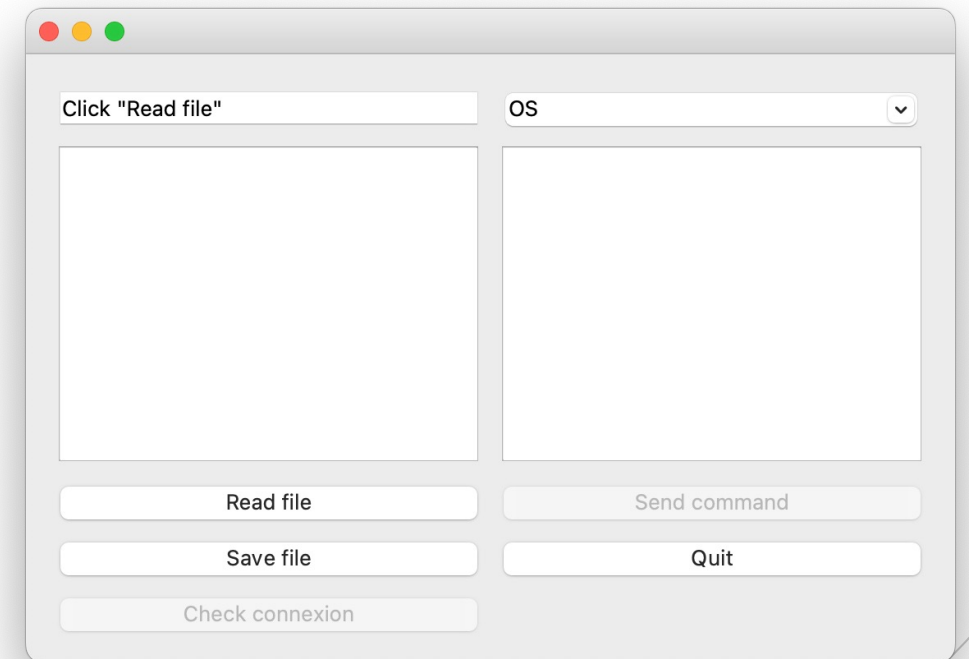 Click "Read file"
OS
Read file
Send command
Save file
Quit
Check connexion